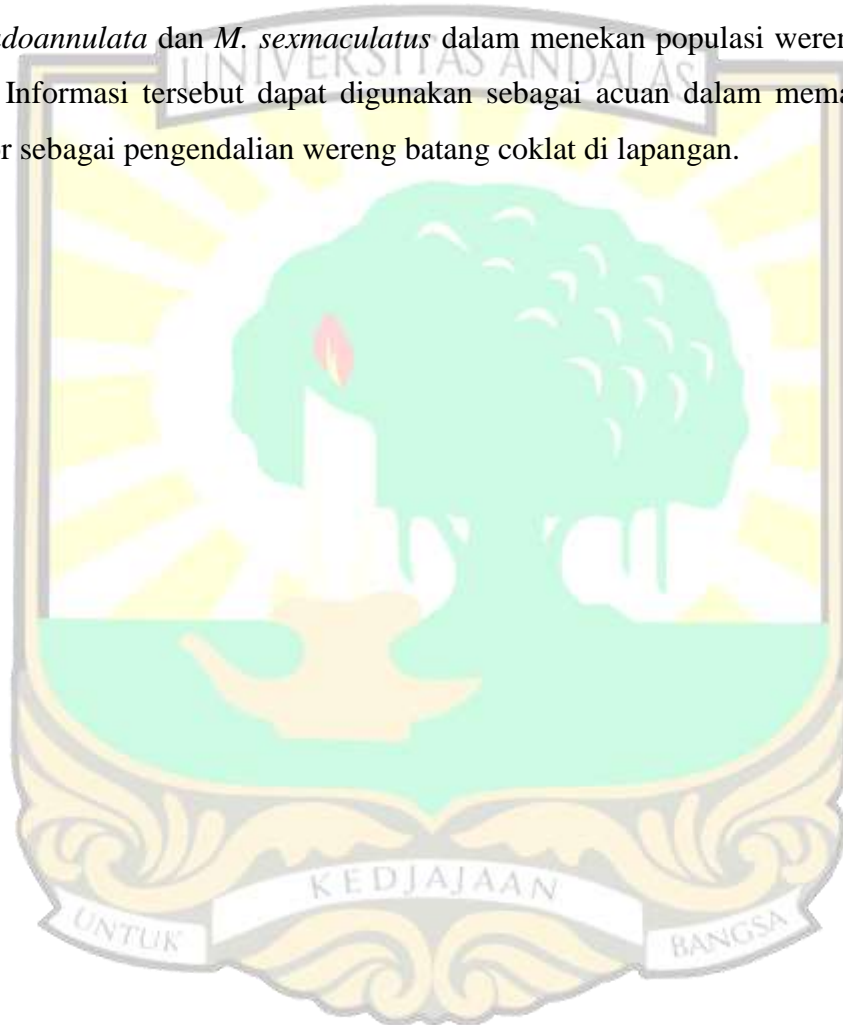 doannulata dan M. sexmaculatus dalam menekan populasi weren
UNIVERSITAS ANDALAS
Informasi tersebut dapat digunakan sebagai acuan dalam mema
or sebagai pengendalian wereng batang coklat di lapangan.
KEDJAJAAN
UNTUK
BANGSA